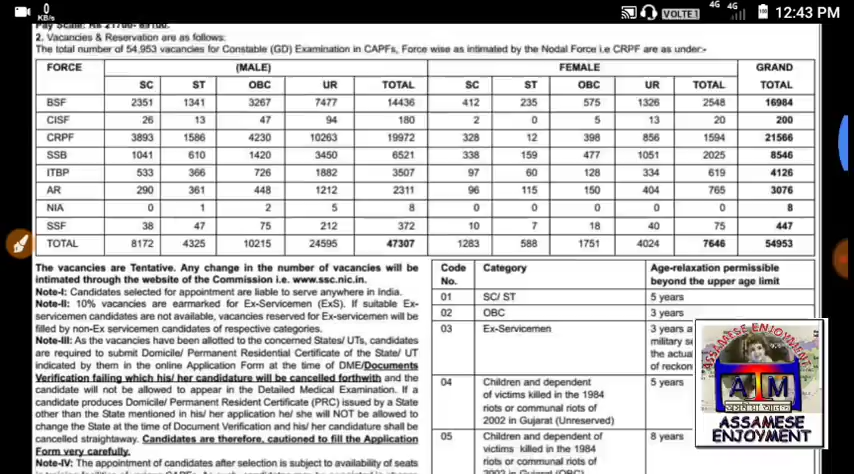 0
KB/s
VOLTE 1
4G
4G
12:43 PM
Pay Scale: Rs 21700- 69100.
2. Vacancies & Reservation are as follows:
The total number of 54,953 vacancies for Constable (GD) Examination in CAPFs, Force wise as intimated by the Nodal Force i.e CRPF are as under:-
FORCE (MALE) FEMALE GRAND
SC ST OBC UR TOTAL SC ST OBC UR TOTAL TOTAL
BSF 2351 1341 3267 7477 14436 412 235 575 1326 2548 16984
CISF 26 13 47 94 180 2 0 5 13 20 200
CRPF 3893 1586 4230 10263 19972 328 12 398 856 1594 21566
SSB 1041 610 1420 3450 6521 338 159 477 1051 2025 8546
ITBP 533 366 726 1882 3507 97 60 128 334 619 4126
AR 290 361 448 1212 2311 96 115 150 404 765 3076
NIA 0 1 2 5 8 0 0 0 0 0 8
SSF 38 47 75 212 372 10 7 18 40 75 447
TOTAL 8172 4325 10215 24595 47307 1283 588 1751 4024 7646 54953
The vacancies are Tentative. Any change in the number of vacancies will be
intimated through the website of the Commission i.e. www.ssc.nic.in.
Note-I: Candidates selected for appointment are liable to serve anywhere in India.
Note-II: 10% vacancies are earmarked for Ex-Servicemen (ExS). If suitable Ex-
servicemen candidates are not available, vacancies reserved for Ex-servicemen will be
filled by non-Ex servicemen candidates of respective categories.
Note-III: As the vacancies have been allotted to the concerned States/ UTs, candidates
are required to submit Domicile/ Permanent Residential Certificate of the State/ UT
indicated by them in the online Application Form at the time of DME/Documents
Verification failing which his/ her candidature will be cancelled forthwith and the
candidate will not be allowed to appear in the Detailed Medical Examination. If a
candidate produces Domicile/ Permanent Resident Certificate (PRC) issued by a State
other than the State mentioned in his/ her application he/ she will NOT be allowed to
change the State at the time of Document Verification and his/ her candidature shall be
cancelled straightaway. Candidates are therefore, cautioned to fill the Application
Form very carefully.
Note-IV: The appointment of candidates after selection is subject to availability of seats
Code Category Age-relaxation permissible
No. beyond the upper age limit
01 SC/ ST 5 years
02 OBC 3 years
03 Ex-Servicemen 3 years a
military se
the actua
of reckon
04 Children and dependent 5 years
of victims killed in the 1984
riots or communal riots of
2002 in Gujarat (Unreserved)
05 Children and dependent of 8 years
victims killed in the 1984
riots or communal riots of
2002 in Gujarat (OBC)
ASSAMESE ENJOYMENT
ATM
ASSAMESE
ENJOYMENT